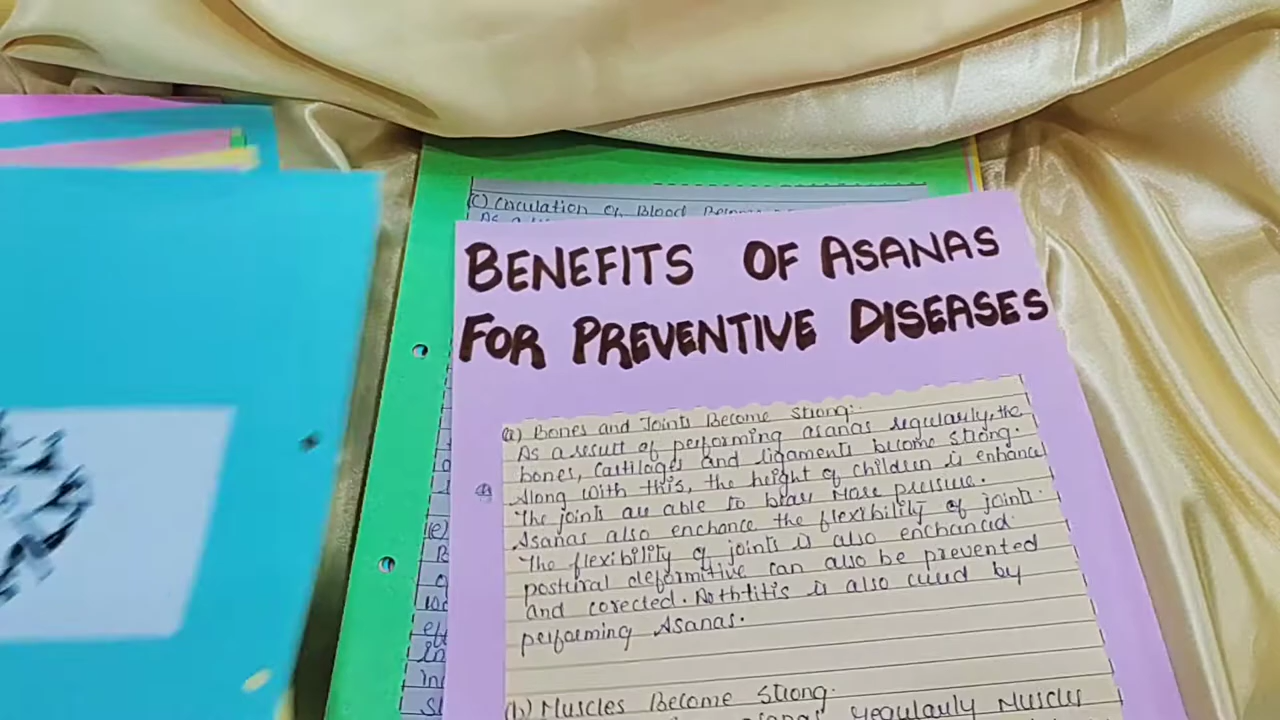 (c) Circulation of Blood Become
As a
BENEFITS OF ASANAS
FOR PREVENTIVE DISEASES
(a) Bones and Joints Become Strong:
As a result of performing asanas regularly, the
bones, Cartilages and ligaments become strong.
Along with this, the height of children is enhance
The joints are able to bear More pressure.
Asanas also enchance the flexibility of joints.
The flexibility of joints is also enchanced.
postural deformitive can also be prevented
and corected. Arthtitis is also cured by
performing Asanas.
(b) Muscles Become Strong.
regularly Muscles
(e)